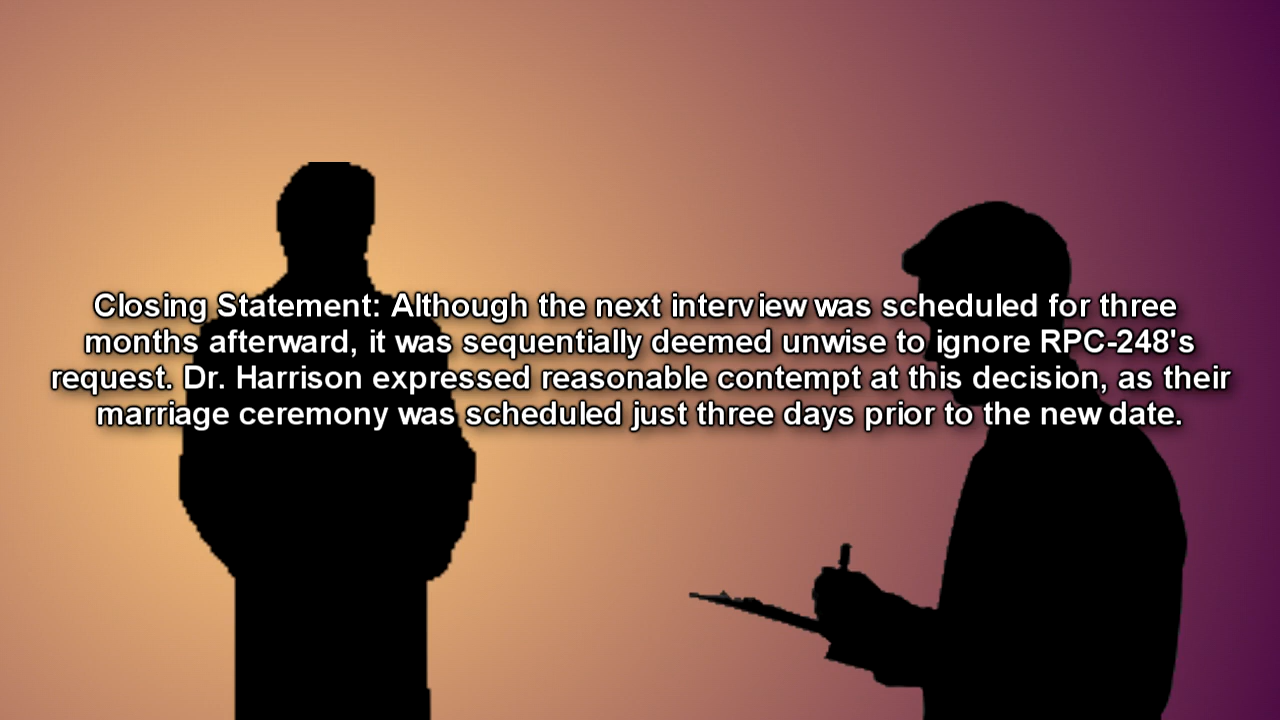 Closing Statement: Although the next interview was scheduled for three
months afterward, it was sequentially deemed unwise to ignore RPC-248's
request. Dr. Harrison expressed reasonable contempt at this decision, as their
marriage ceremony was scheduled just three days prior to the new date.